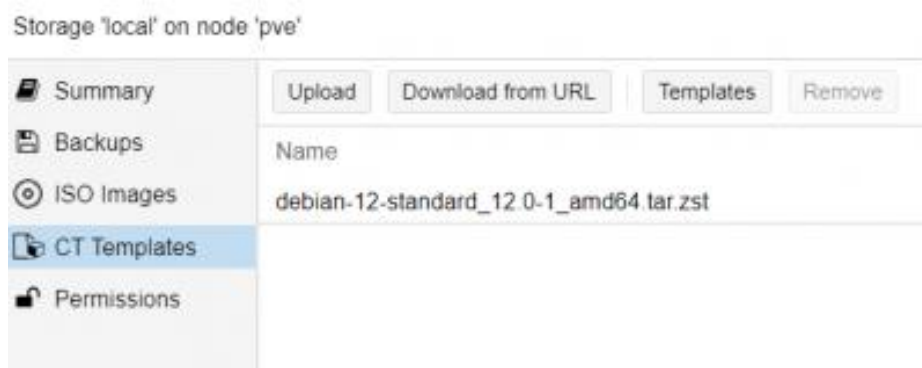 Storage 'local' on node 'pve'
Summary
Backups
ISO Images
CT Templates
Permissions
Upload Download from URL Templates Remove
Name
debian-12-standard_12.0-1_amd64.tar.zst